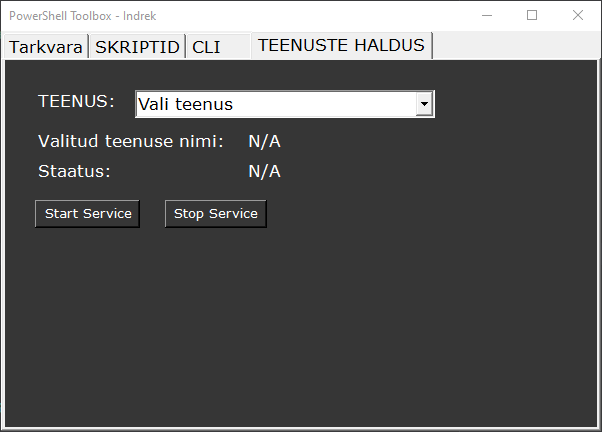 PowerShell Toolbox - Indrek
Tarkvara SKRIPTID CLI TEENUSTE HALDUS
TEENUS: Vali teenus
Valitud teenuse nimi: N/A
Staatus: N/A
Start Service Stop Service